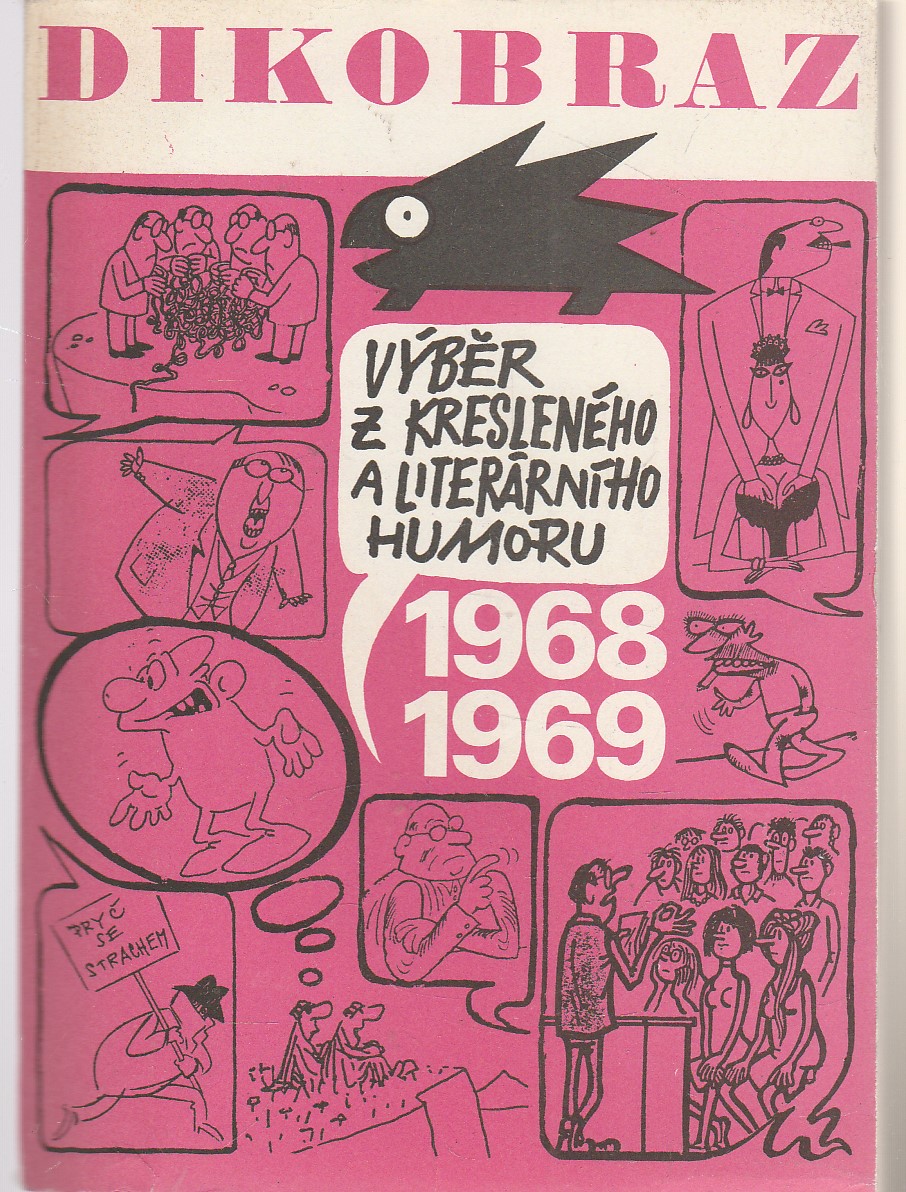 DIKOBRAZ
VÝBĚR
Z KRESLENÉHO
A LITERÁRNÍHO
HUMORU
1968
1969
PRYČ
SE
STRACHEM